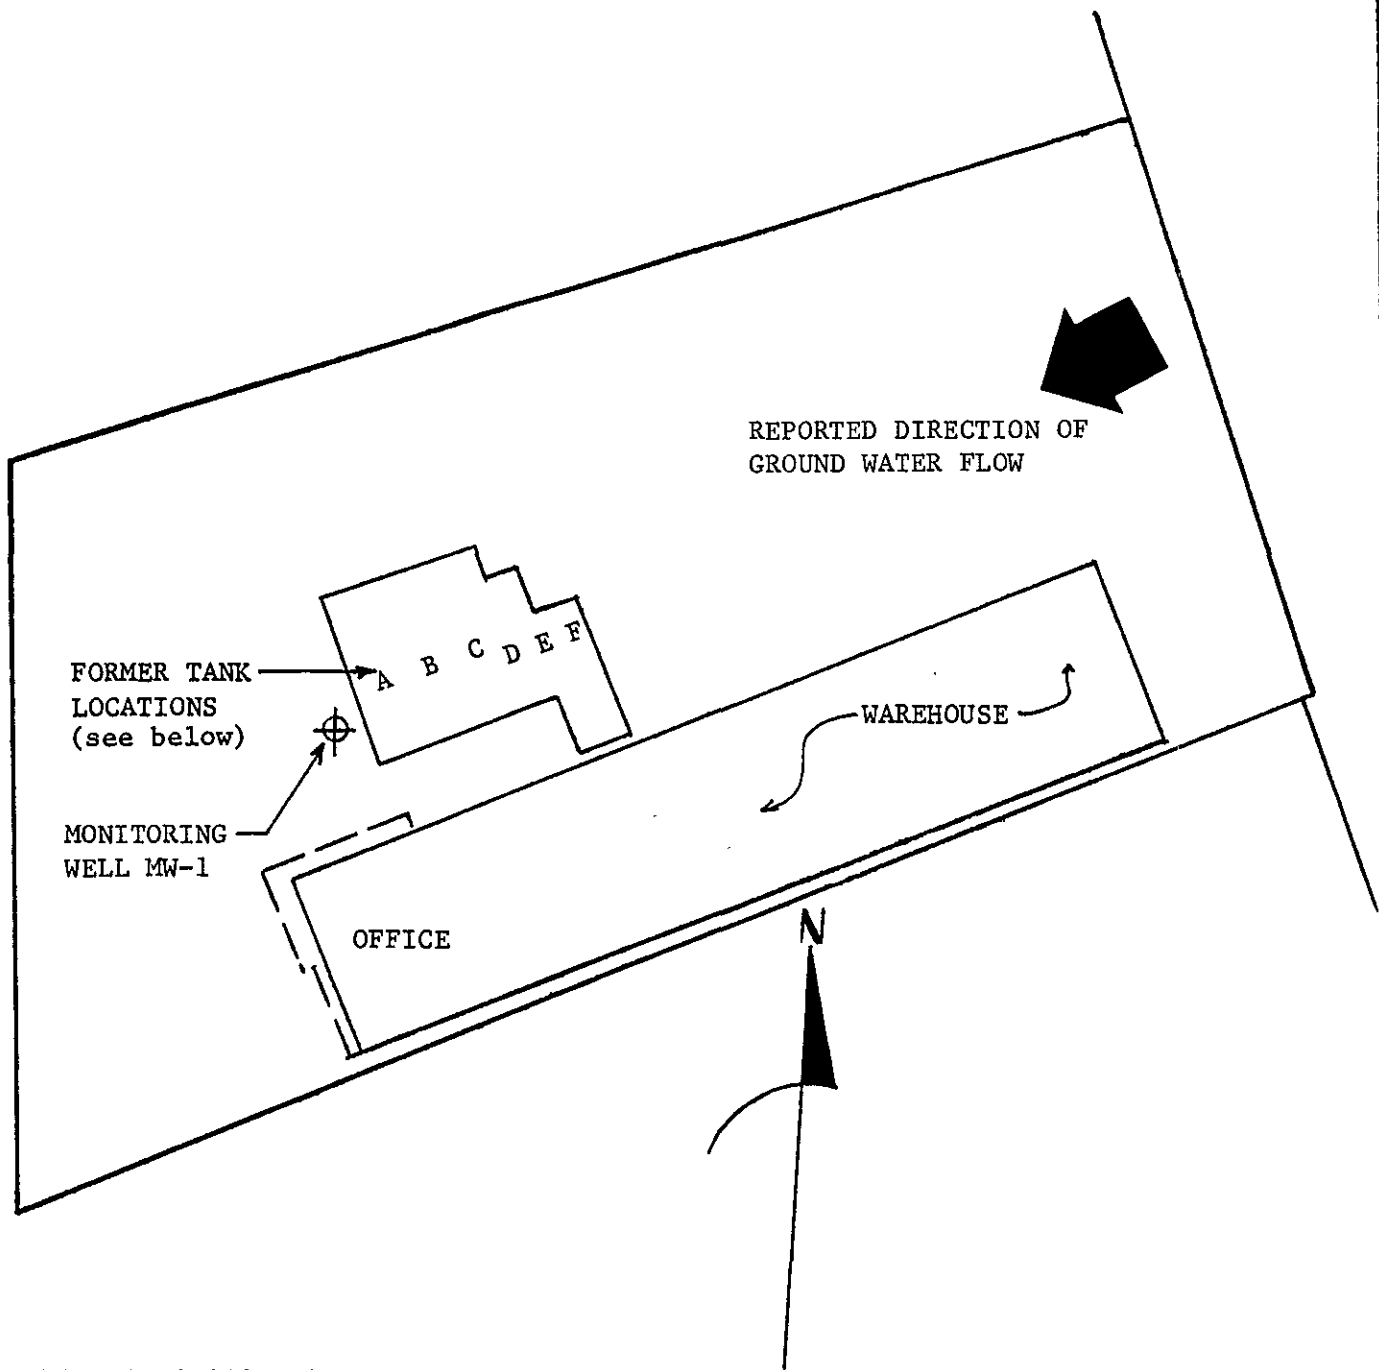 REPORTED DIRECTION OF
GROUND WATER FLOW
A B C D E F
FORMER TANK
LOCATIONS
(see below)
WAREHOUSE
MONITORING
WELL MW-1
OFFICE
N